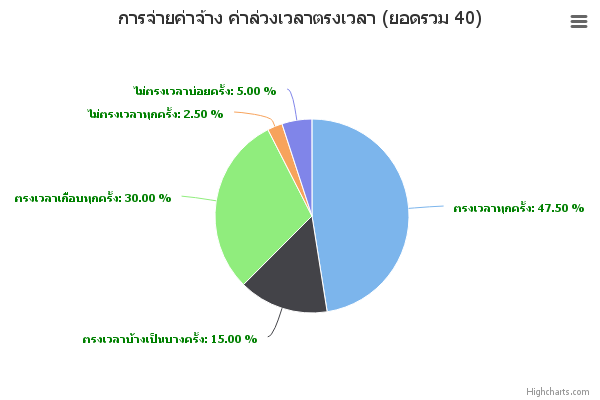 การจ่ายค่าจ้าง ค่าล่วงเวลาตรงเวลา (ยอดรวม 40)
ไม่ตรงเวลาบ่อยครั้ง: 5.00 %
ไม่ตรงเวลาทุกครั้ง: 2.50 %
ตรงเวลาเกือบทุกครั้ง: 30.00 %
ตรงเวลาทุกครั้ง: 47.50 %
ตรงเวลาบ้างเป็นบางครั้ง: 15.00 %
Highcharts.com